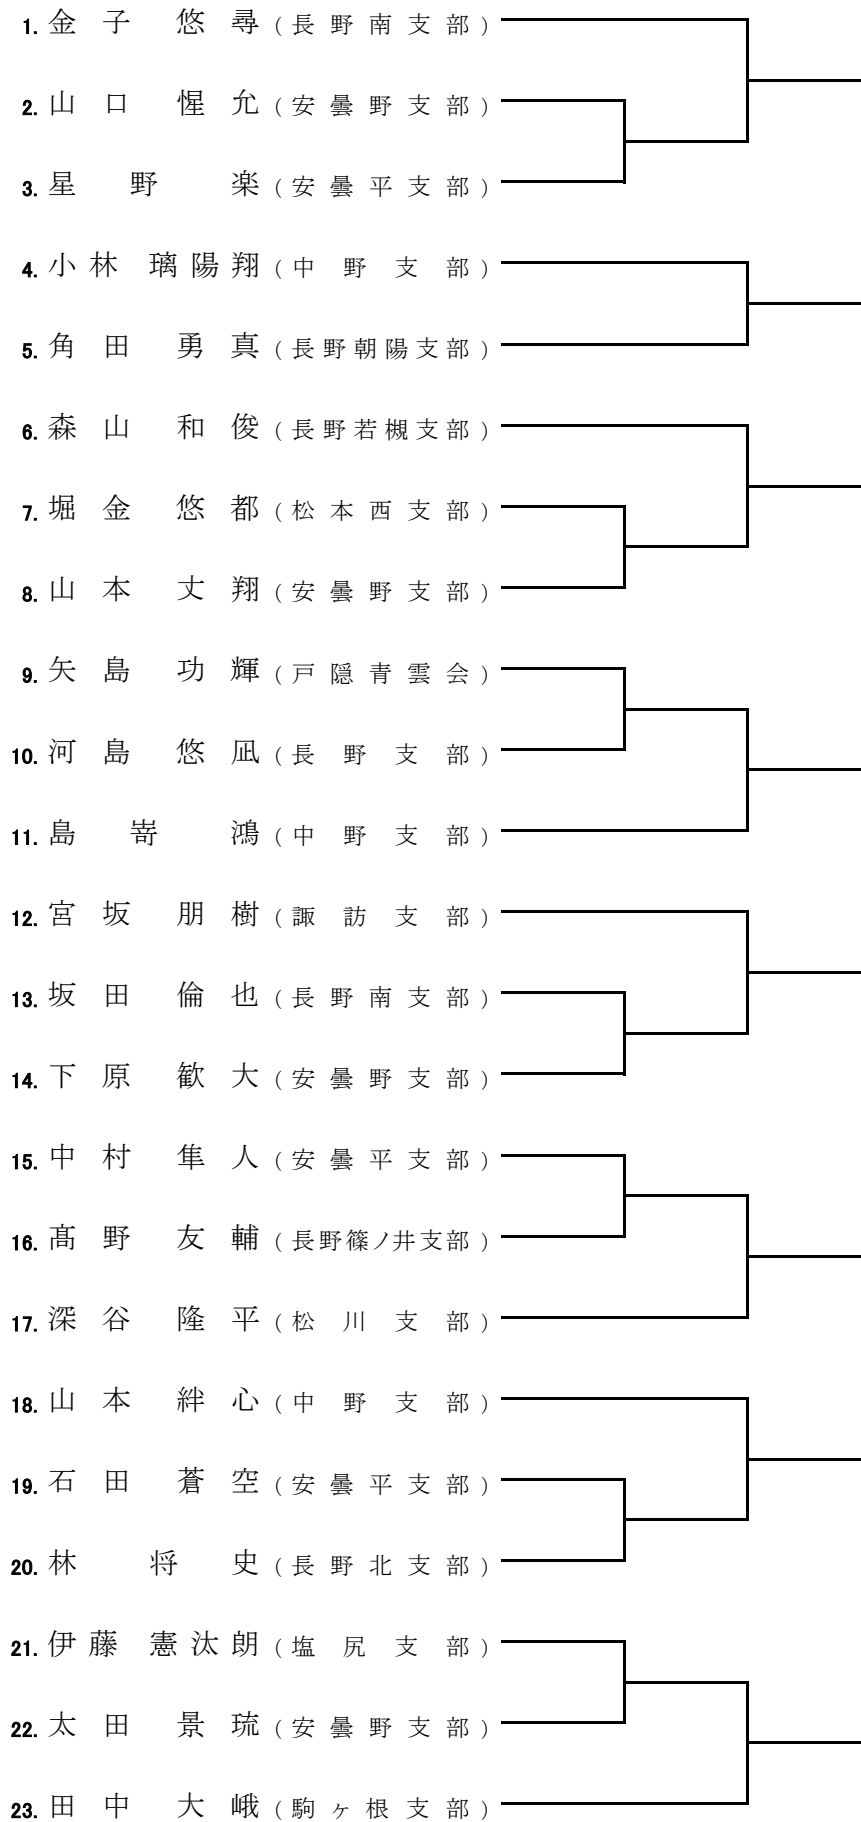 1. 金子 悠尋 (長野南支部)
2. 山口 惺允 (安曇野支部)
3. 星野 楽 (安曇平支部)
4. 小林 璃陽翔 (中野支部)
5. 角田 勇真 (長野朝陽支部)
6. 森山 和俊 (長野若槻支部)
7. 堀金 悠都 (松本西支部)
8. 山本 丈翔 (安曇野支部)
9. 矢島 功輝 (戸隠青雲会)
10. 河島 悠凪 (長野支部)
11. 島嵜 鴻 (中野支部)
12. 宮坂 朋樹 (諏訪支部)
13. 坂田 倫也 (長野南支部)
14. 下原 歓大 (安曇野支部)
15. 中村 隼人 (安曇平支部)
16. 髙野 友輔 (長野篠ノ井支部)
17. 深谷 隆平 (松川支部)
18. 山本 絆心 (中野支部)
19. 石田 蒼空 (安曇平支部)
20. 林 将史 (長野北支部)
21. 伊藤 憲汰朗 (塩尻支部)
22. 太田 景琉 (安曇野支部)
23. 田中 大峨 (駒ヶ根支部)